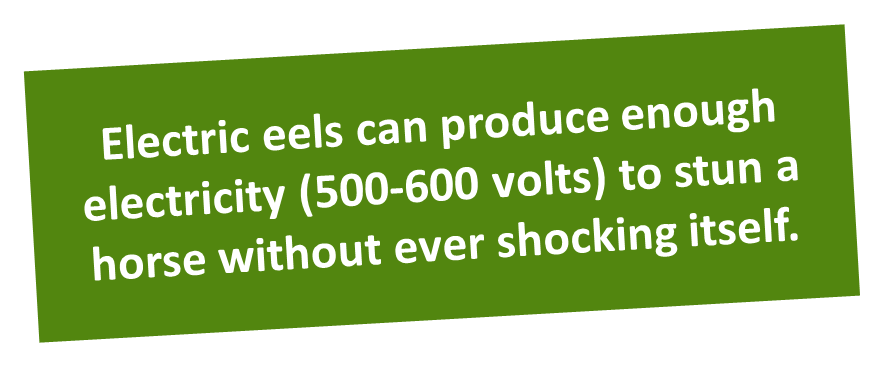 Electric eels can produce enough
electricity (500-600 volts) to stun a
horse without ever shocking itself.